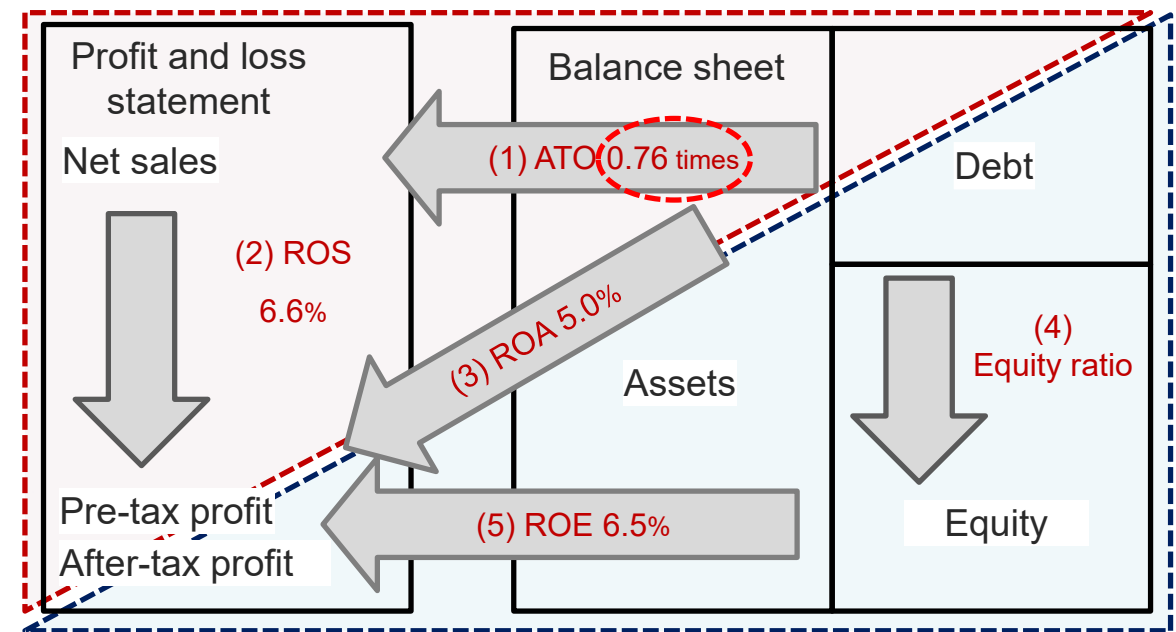 Profit and loss
statement
Balance sheet
Net sales
(1) ATO 0.76 times
Debt
(2) ROS
6.6%
(3) ROA 5.0%
(4)
Equity ratio
Assets
Pre-tax profit
After-tax profit
(5) ROE 6.5%
Equity